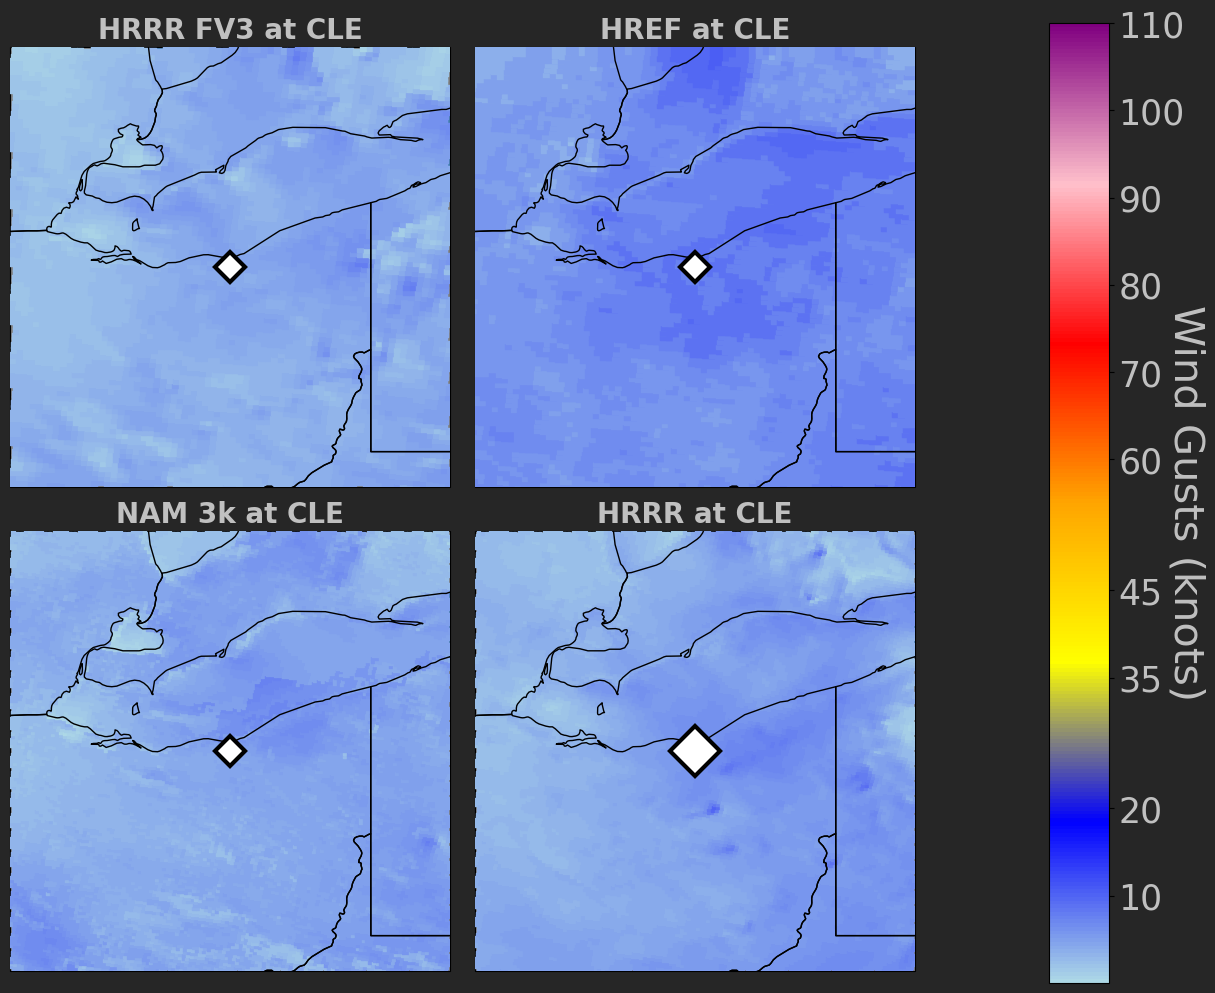 HRRR FV3 at CLE
HREF at CLE
NAM 3k at CLE
HRRR at CLE
110
100
90
80
70
60
45
35
20
10
Wind Gusts (knots)